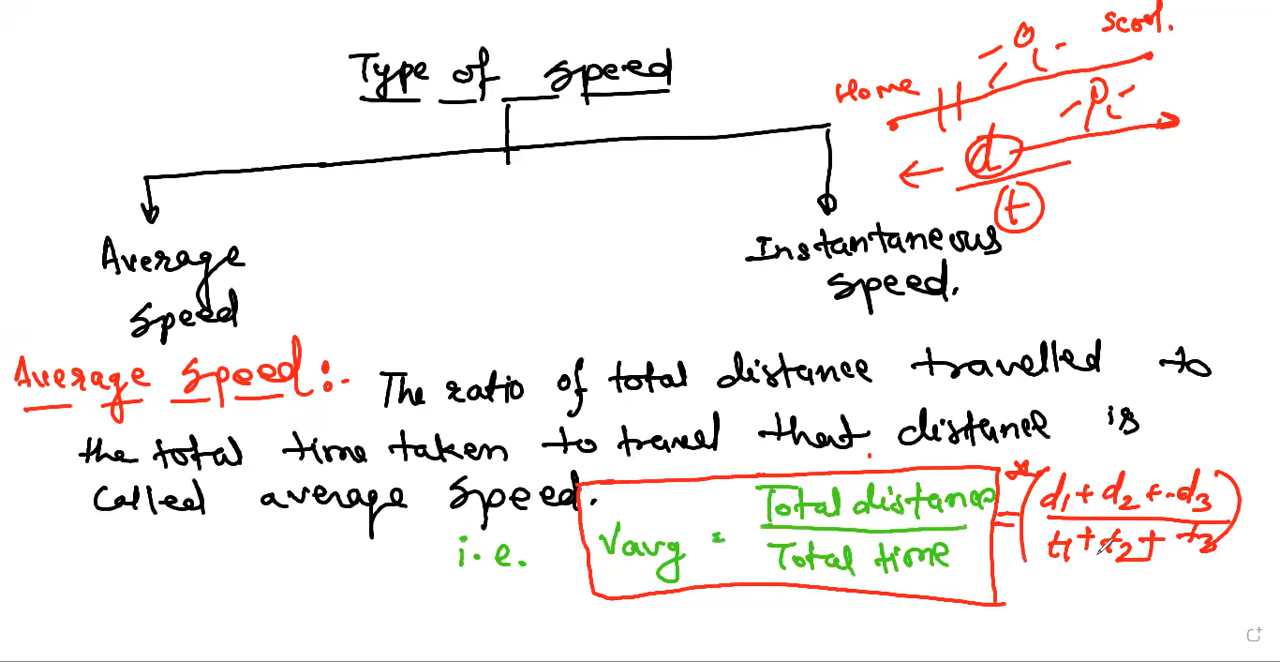 Type of speed
Home scool.
d
t
Average Speed
Instantaneous speed.
Average speed:- The ratio of total distance travelled to
the total time taken to travel that distance is
called average speed.
i.e. Vavg = Total distance / Total time = (d1 + d2 + - d3 / t1 + t2 + t3)